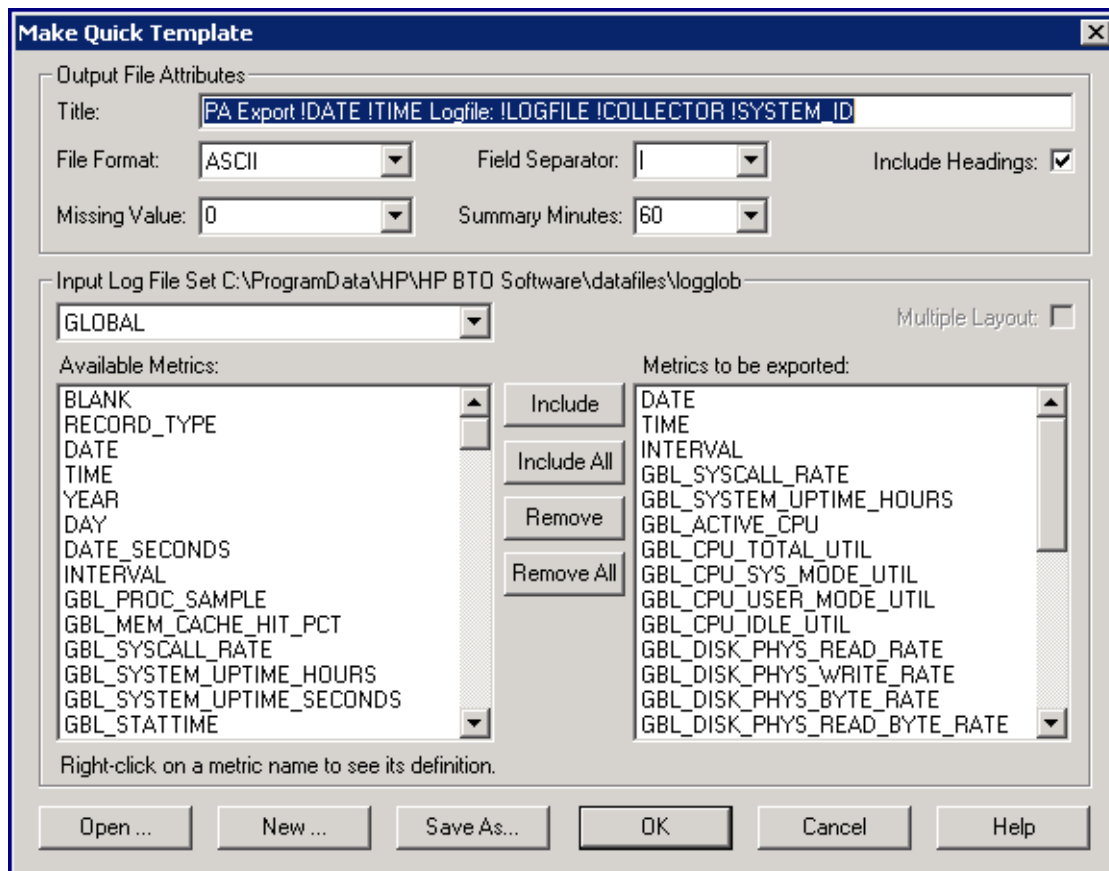 Make Quick Template
Output File Attributes
Title: PA Export !DATE !TIME Logfile: !LOGFILE !COLLECTOR !SYSTEM_ID
File Format: ASCII Field Separator: | Include Headings:
Missing Value: 0 Summary Minutes: 60
Input Log File Set C:\ProgramData\HP\HP BTO Software\datafiles\logglob
GLOBAL Multiple Layout:
Available Metrics:
BLANK
RECORD_TYPE
DATE
TIME
YEAR
DAY
DATE_SECONDS
INTERVAL
GBL_PROC_SAMPLE
GBL_MEM_CACHE_HIT_PCT
GBL_SYSCALL_RATE
GBL_SYSTEM_UPTIME_HOURS
GBL_SYSTEM_UPTIME_SECONDS
GBL_STATTIME
Include
Include All
Remove
Remove All
Metrics to be exported:
DATE
TIME
INTERVAL
GBL_SYSCALL_RATE
GBL_SYSTEM_UPTIME_HOURS
GBL_ACTIVE_CPU
GBL_CPU_TOTAL_UTIL
GBL_CPU_SYS_MODE_UTIL
GBL_CPU_USER_MODE_UTIL
GBL_CPU_IDLE_UTIL
GBL_DISK_PHYS_READ_RATE
GBL_DISK_PHYS_WRITE_RATE
GBL_DISK_PHYS_BYTE_RATE
GBL_DISK_PHYS_READ_BYTE_RATE
Right-click on a metric name to see its definition.
Open ... New ... Save As... OK Cancel Help